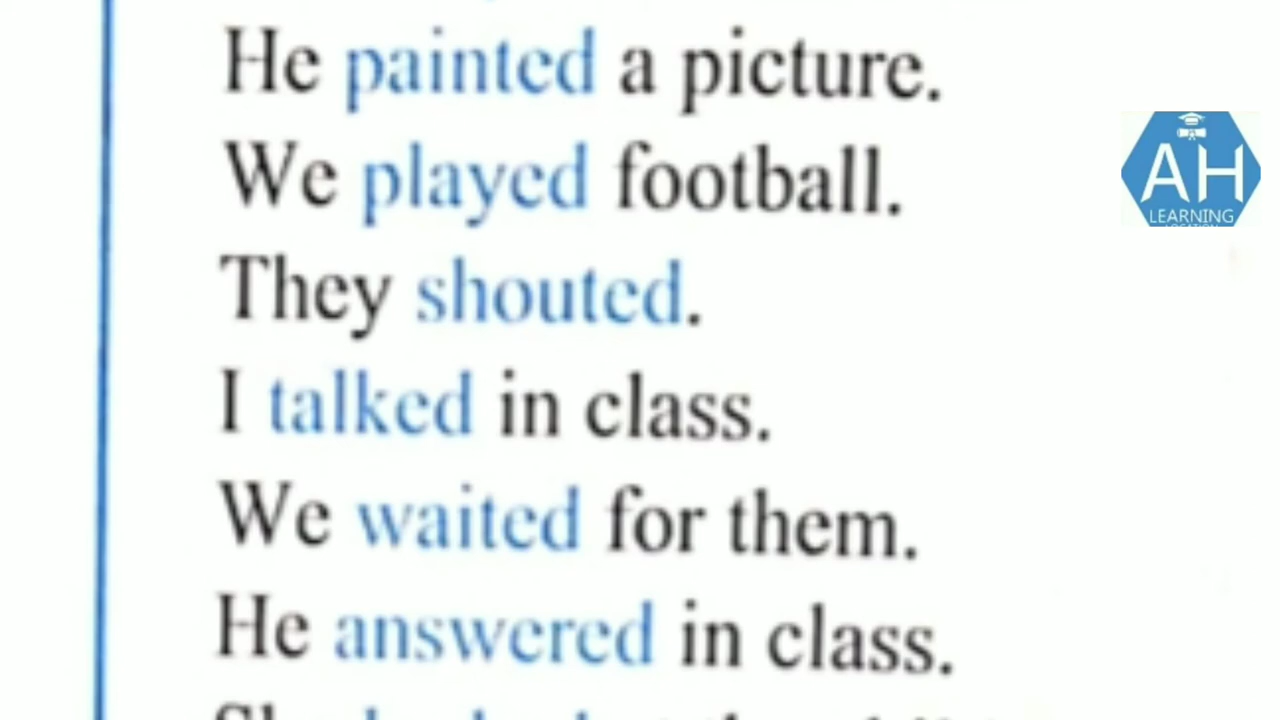 He painted a picture.
We played football.
They shouted.
I talked in class.
We waited for them.
He answered in class.
AH
LEARNING